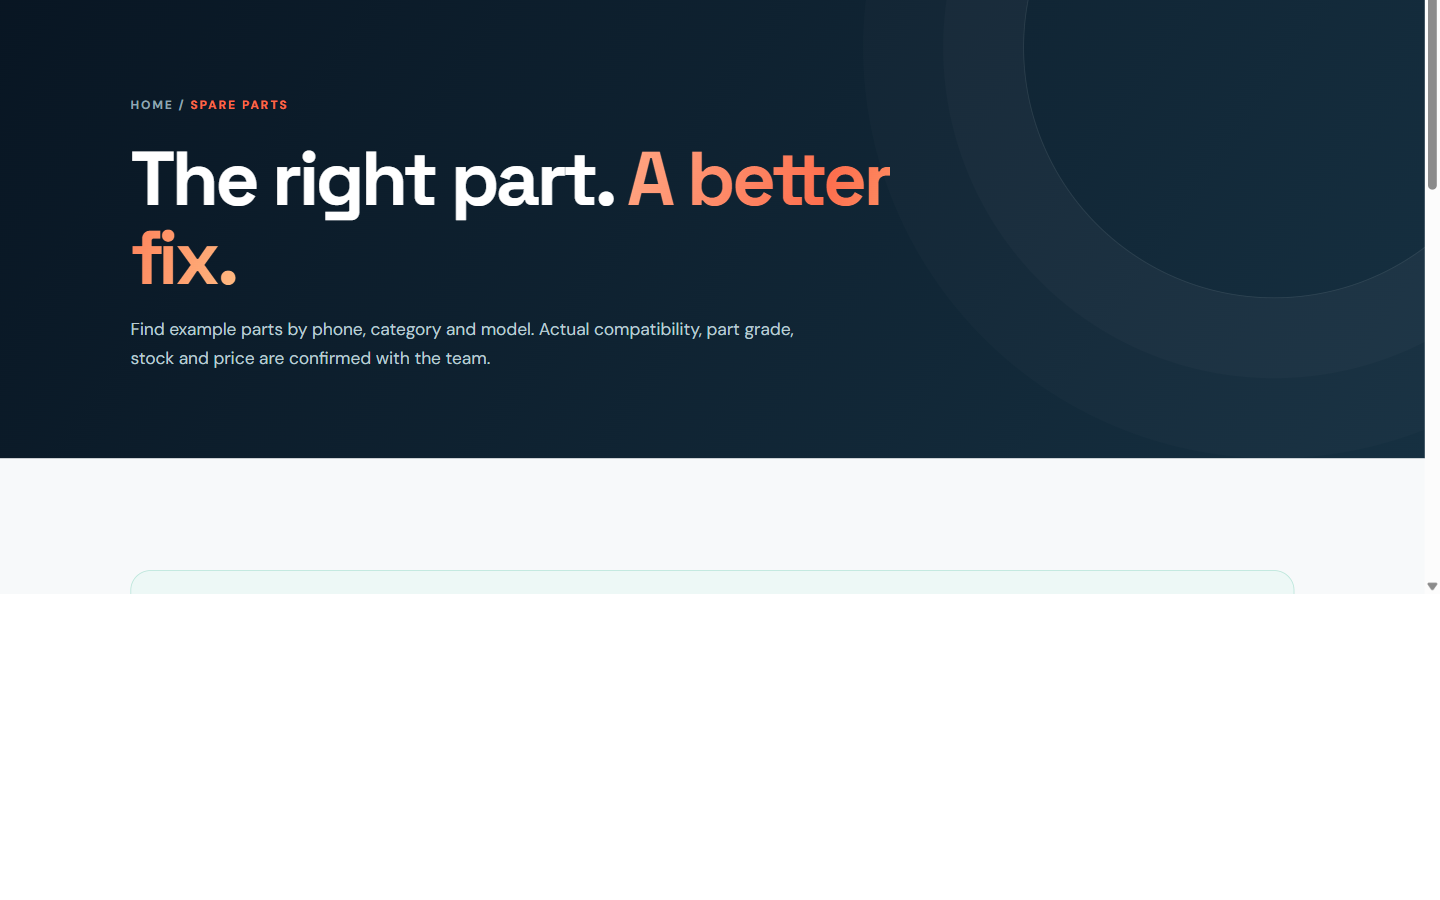 HOME / SPARE PARTS
The right part. A better
fix.
Find example parts by phone, category and model. Actual compatibility, part grade,
stock and price are confirmed with the team.